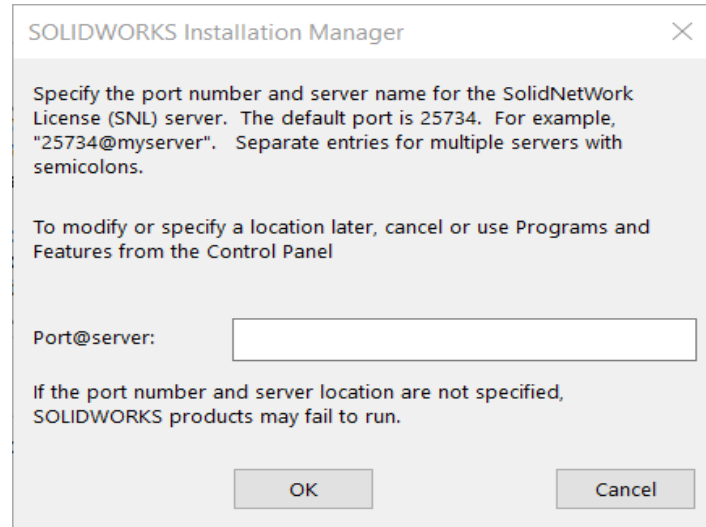 SOLIDWORKS Installation Manager
Specify the port number and server name for the SolidNetWork
License (SNL) server.  The default port is 25734.  For example,
"25734@myserver".   Separate entries for multiple servers with
semicolons.
To modify or specify a location later, cancel or use Programs and
Features from the Control Panel
Port@server:
If the port number and server location are not specified,
SOLIDWORKS products may fail to run.
OK
Cancel